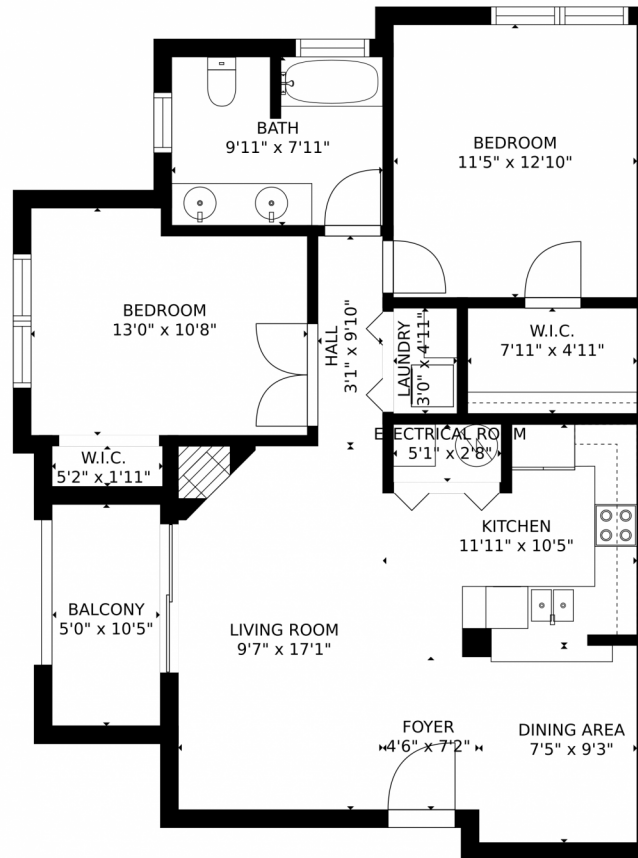 BATH
9'11" x 7'11"
BEDROOM
11'5" x 12'10"
BEDROOM
13'0" x 10'8"
HALL
3'1" x 9'10"
LAUNDRY
3'0" x 4'11"
W.I.C.
7'11" x 4'11"
ELECTRICAL ROOM
5'1" x 2'8"
W.I.C.
5'2" x 1'11"
KITCHEN
11'11" x 10'5"
BALCONY
5'0" x 10'5"
LIVING ROOM
9'7" x 17'1"
FOYER
4'6" x 7'2"
DINING AREA
7'5" x 9'3"